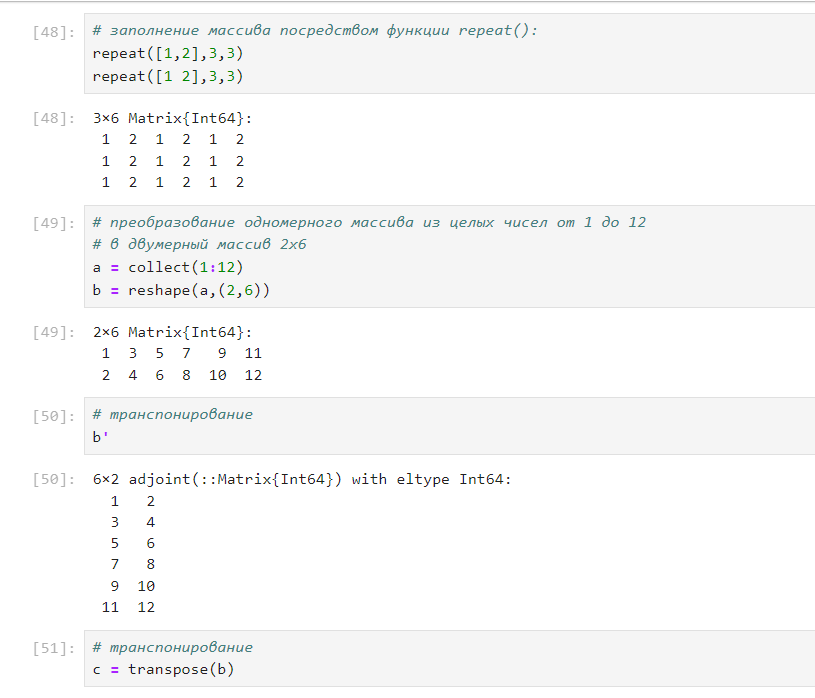 [48]: # заполнение массива посредством функции repeat():
repeat([1,2],3,3)
repeat([1 2],3,3)
[48]: 3×6 Matrix{Int64}:
1 2 1 2 1 2
1 2 1 2 1 2
1 2 1 2 1 2
[49]: # преобразование одномерного массива из целых чисел от 1 до 12
# в двумерный массив 2x6
a = collect(1:12)
b = reshape(a,(2,6))
[49]: 2×6 Matrix{Int64}:
1 3 5 7 9 11
2 4 6 8 10 12
[50]: # транспонирование
b'
[50]: 6×2 adjoint(::Matrix{Int64}) with eltype Int64:
1 2
3 4
5 6
7 8
9 10
11 12
[51]: # транспонирование
c = transpose(b)